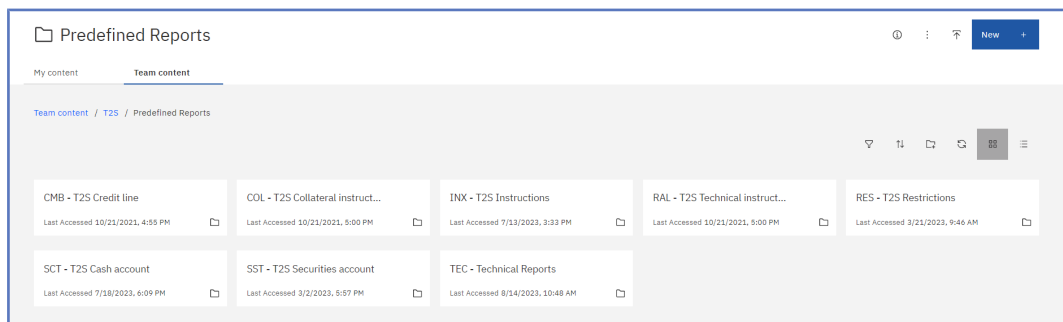 Predefined Reports
New +
My content
Team content
Team content / T2S / Predefined Reports
CMB - T2S Credit line
Last Accessed 10/21/2021, 4:55 PM
COL - T2S Collateral instruct...
Last Accessed 10/21/2021, 5:00 PM
INX - T2S Instructions
Last Accessed 7/13/2023, 3:33 PM
RAL - T2S Technical instruct...
Last Accessed 10/21/2021, 5:00 PM
RES - T2S Restrictions
Last Accessed 3/21/2023, 9:46 AM
SCT - T2S Cash account
Last Accessed 7/18/2023, 6:09 PM
SST - T2S Securities account
Last Accessed 3/2/2023, 5:57 PM
TEC - Technical Reports
Last Accessed 8/14/2023, 10:48 AM